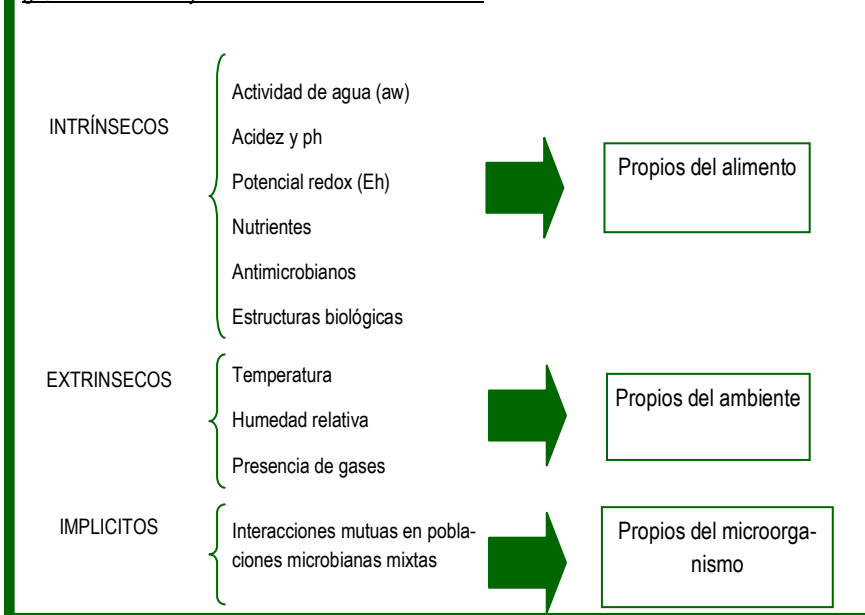 INTRÍNSECOS
Actividad de agua (aw)
Acidez y ph
Potencial redox (Eh)
Nutrientes
Antimicrobianos
Estructuras biológicas
Propios del alimento
EXTRINSECOS
Temperatura
Humedad relativa
Presencia de gases
Propios del ambiente
IMPLICITOS
Interacciones mutuas en pobla-
ciones microbianas mixtas
Propios del microorga-
nismo